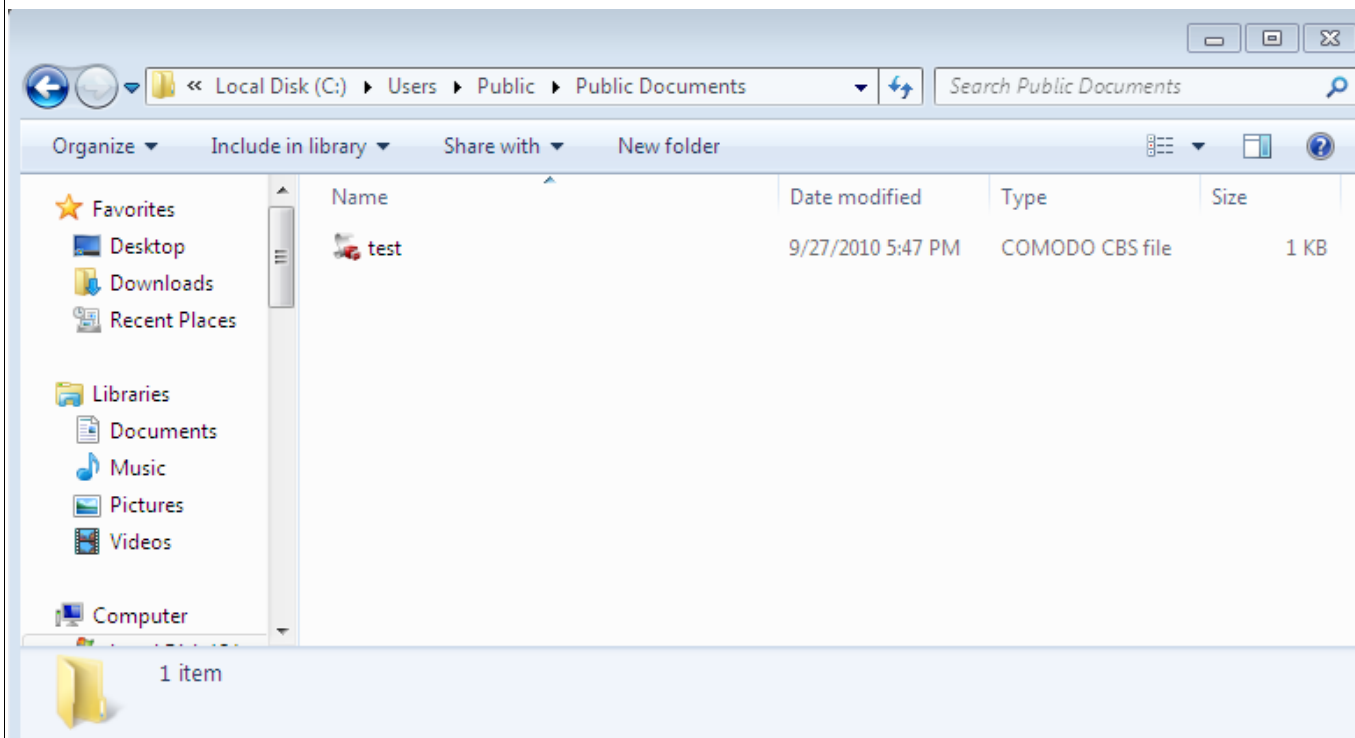 « Local Disk (C:) Users Public Public Documents Search Public Documents
Organize Include in library Share with New folder
Name Date modified Type Size
test 9/27/2010 5:47 PM COMODO CBS file 1 KB
Favorites
Desktop
Downloads
Recent Places
Libraries
Documents
Music
Pictures
Videos
Computer
1 item